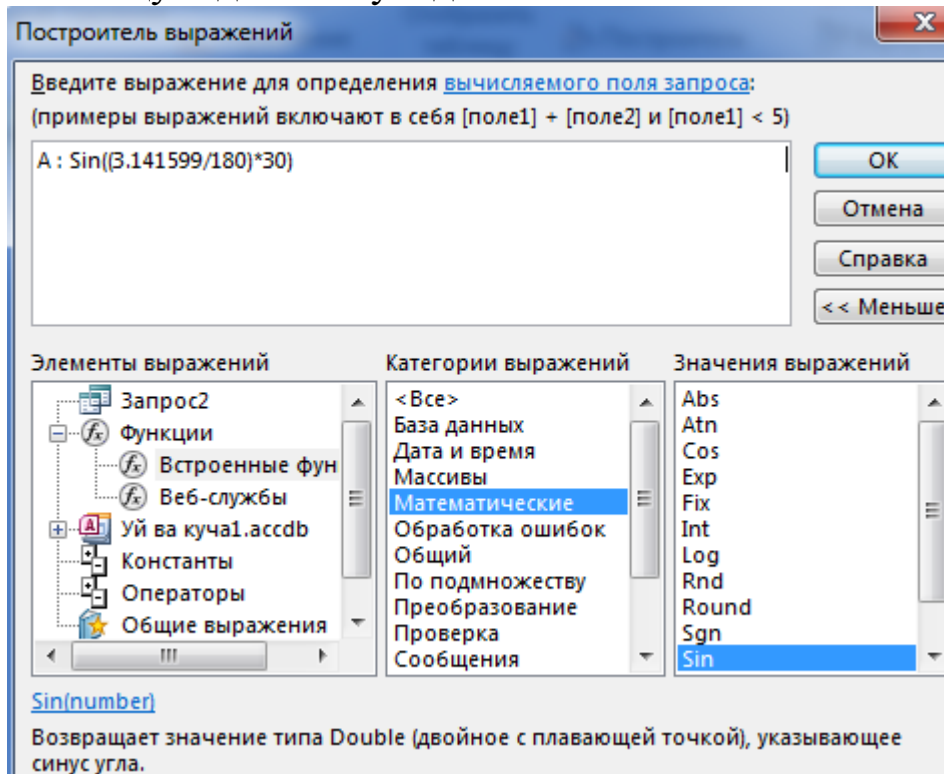 Построитель выражений
Введите выражение для определения вычисляемого поля запроса:
(примеры выражений включают в себя [поле1] + [поле2] и [поле1] < 5)
A : Sin((3.141599/180)*30)
ОК
Отмена
Справка
<< Меньше
Элементы выражений
Запрос2
Функции
Встроенные фун
Веб-службы
Уй ва куча1.accdb
Константы
Операторы
Общие выражения
Категории выражений
<Все>
База данных
Дата и время
Массивы
Математические
Обработка ошибок
Общий
По подмножеству
Преобразование
Проверка
Сообщения
Значения выражений
Abs
Atn
Cos
Exp
Fix
Int
Log
Rnd
Round
Sgn
Sin
Sin(number)
Возвращает значение типа Double (двойное с плавающей точкой), указывающее
синус угла.